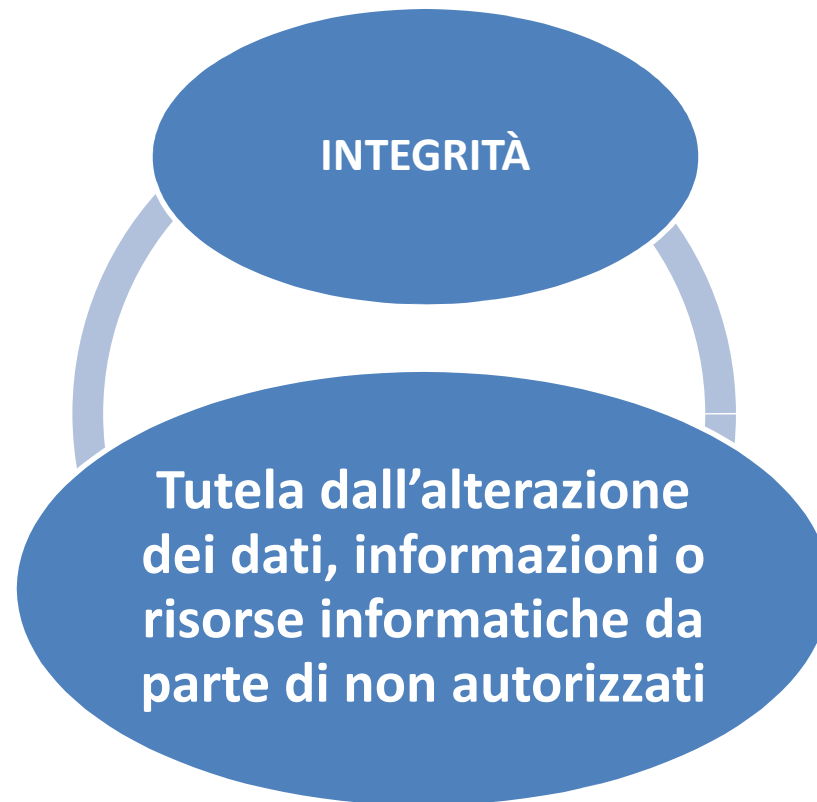 INTEGRITÀ
Tutela dall’alterazione
dei dati, informazioni o
risorse informatiche da
parte di non autorizzati